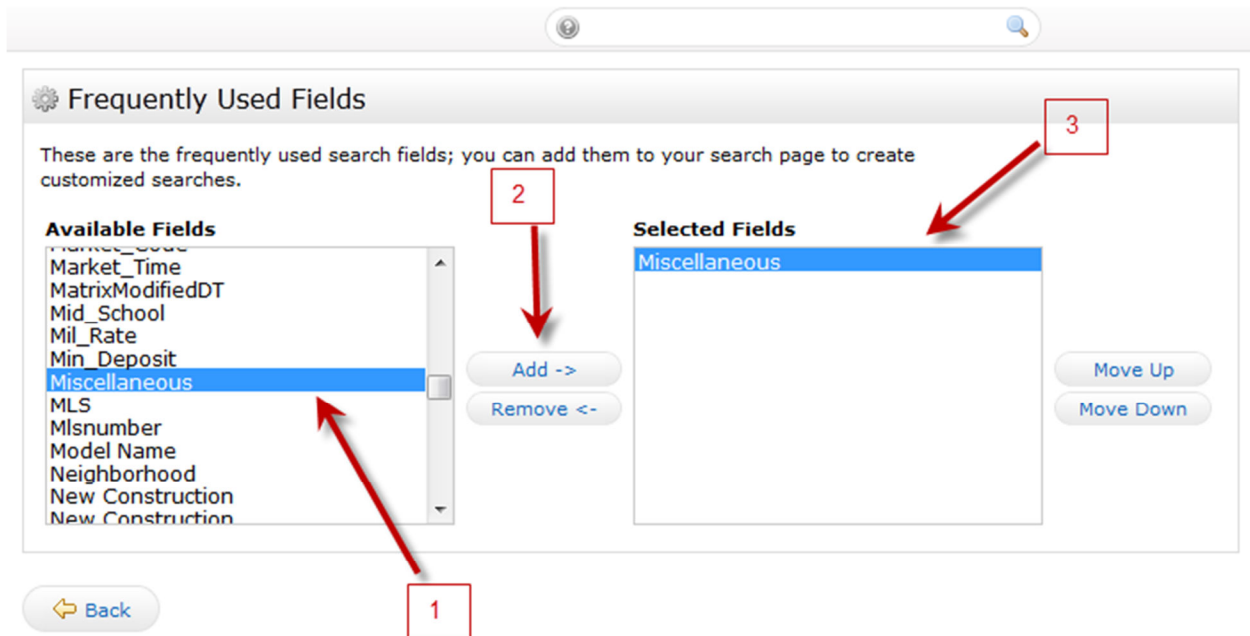 Frequently Used Fields
3
These are the frequently used search fields; you can add them to your search page to create
customized searches.
2
Available Fields
Market_Code
Market_Time
MatrixModifiedDT
Mid_School
Mil_Rate
Min_Deposit
Miscellaneous
MLS
Mlsnumber
Model Name
Neighborhood
New Construction
New Construction
Add ->
Remove <-
Selected Fields
Miscellaneous
Move Up
Move Down
Back
1